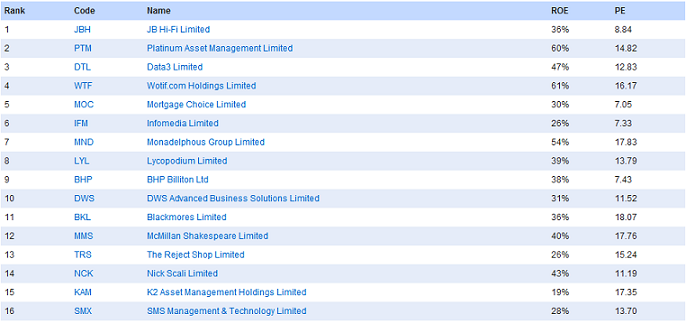 Rank Code Name ROE PE
1 JBH JB Hi-Fi Limited 36% 8.84
2 PTM Platinum Asset Management Limited 60% 14.82
3 DTL Data3 Limited 47% 12.83
4 WTF Wotif.com Holdings Limited 61% 16.17
5 MOC Mortgage Choice Limited 30% 7.05
6 IFM Infomedia Limited 26% 7.33
7 MND Monadelphous Group Limited 54% 17.83
8 LYL Lycopodium Limited 39% 13.79
9 BHP BHP Billiton Ltd 38% 7.43
10 DWS DWS Advanced Business Solutions Limited 31% 11.52
11 BKL Blackmores Limited 36% 18.07
12 MMS McMillan Shakespeare Limited 40% 17.76
13 TRS The Reject Shop Limited 26% 15.24
14 NCK Nick Scali Limited 43% 11.19
15 KAM K2 Asset Management Holdings Limited 19% 17.35
16 SMX SMS Management & Technology Limited 28% 13.70